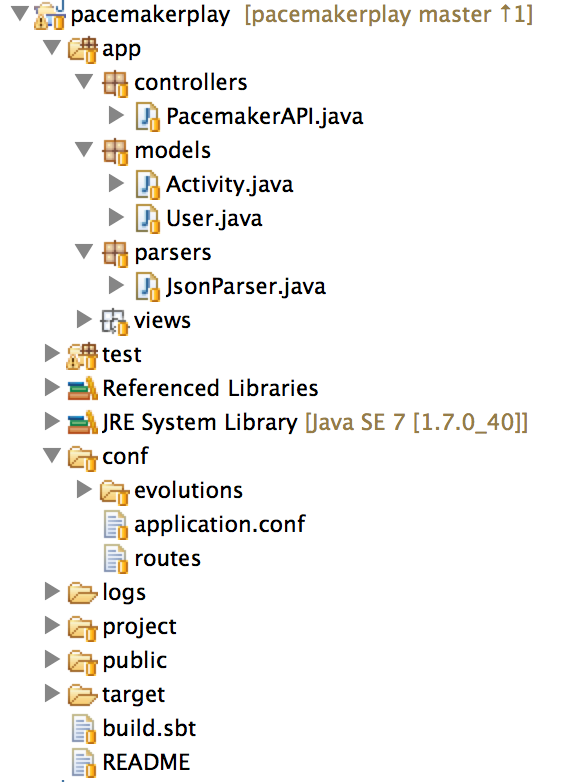 pacemakerplay [pacemakerplay master ↑1]
app
controllers
PacemakerAPI.java
models
Activity.java
User.java
parsers
JsonParser.java
views
test
Referenced Libraries
JRE System Library [Java SE 7 [1.7.0_40]]
conf
evolutions
application.conf
routes
logs
project
public
target
build.sbt
README